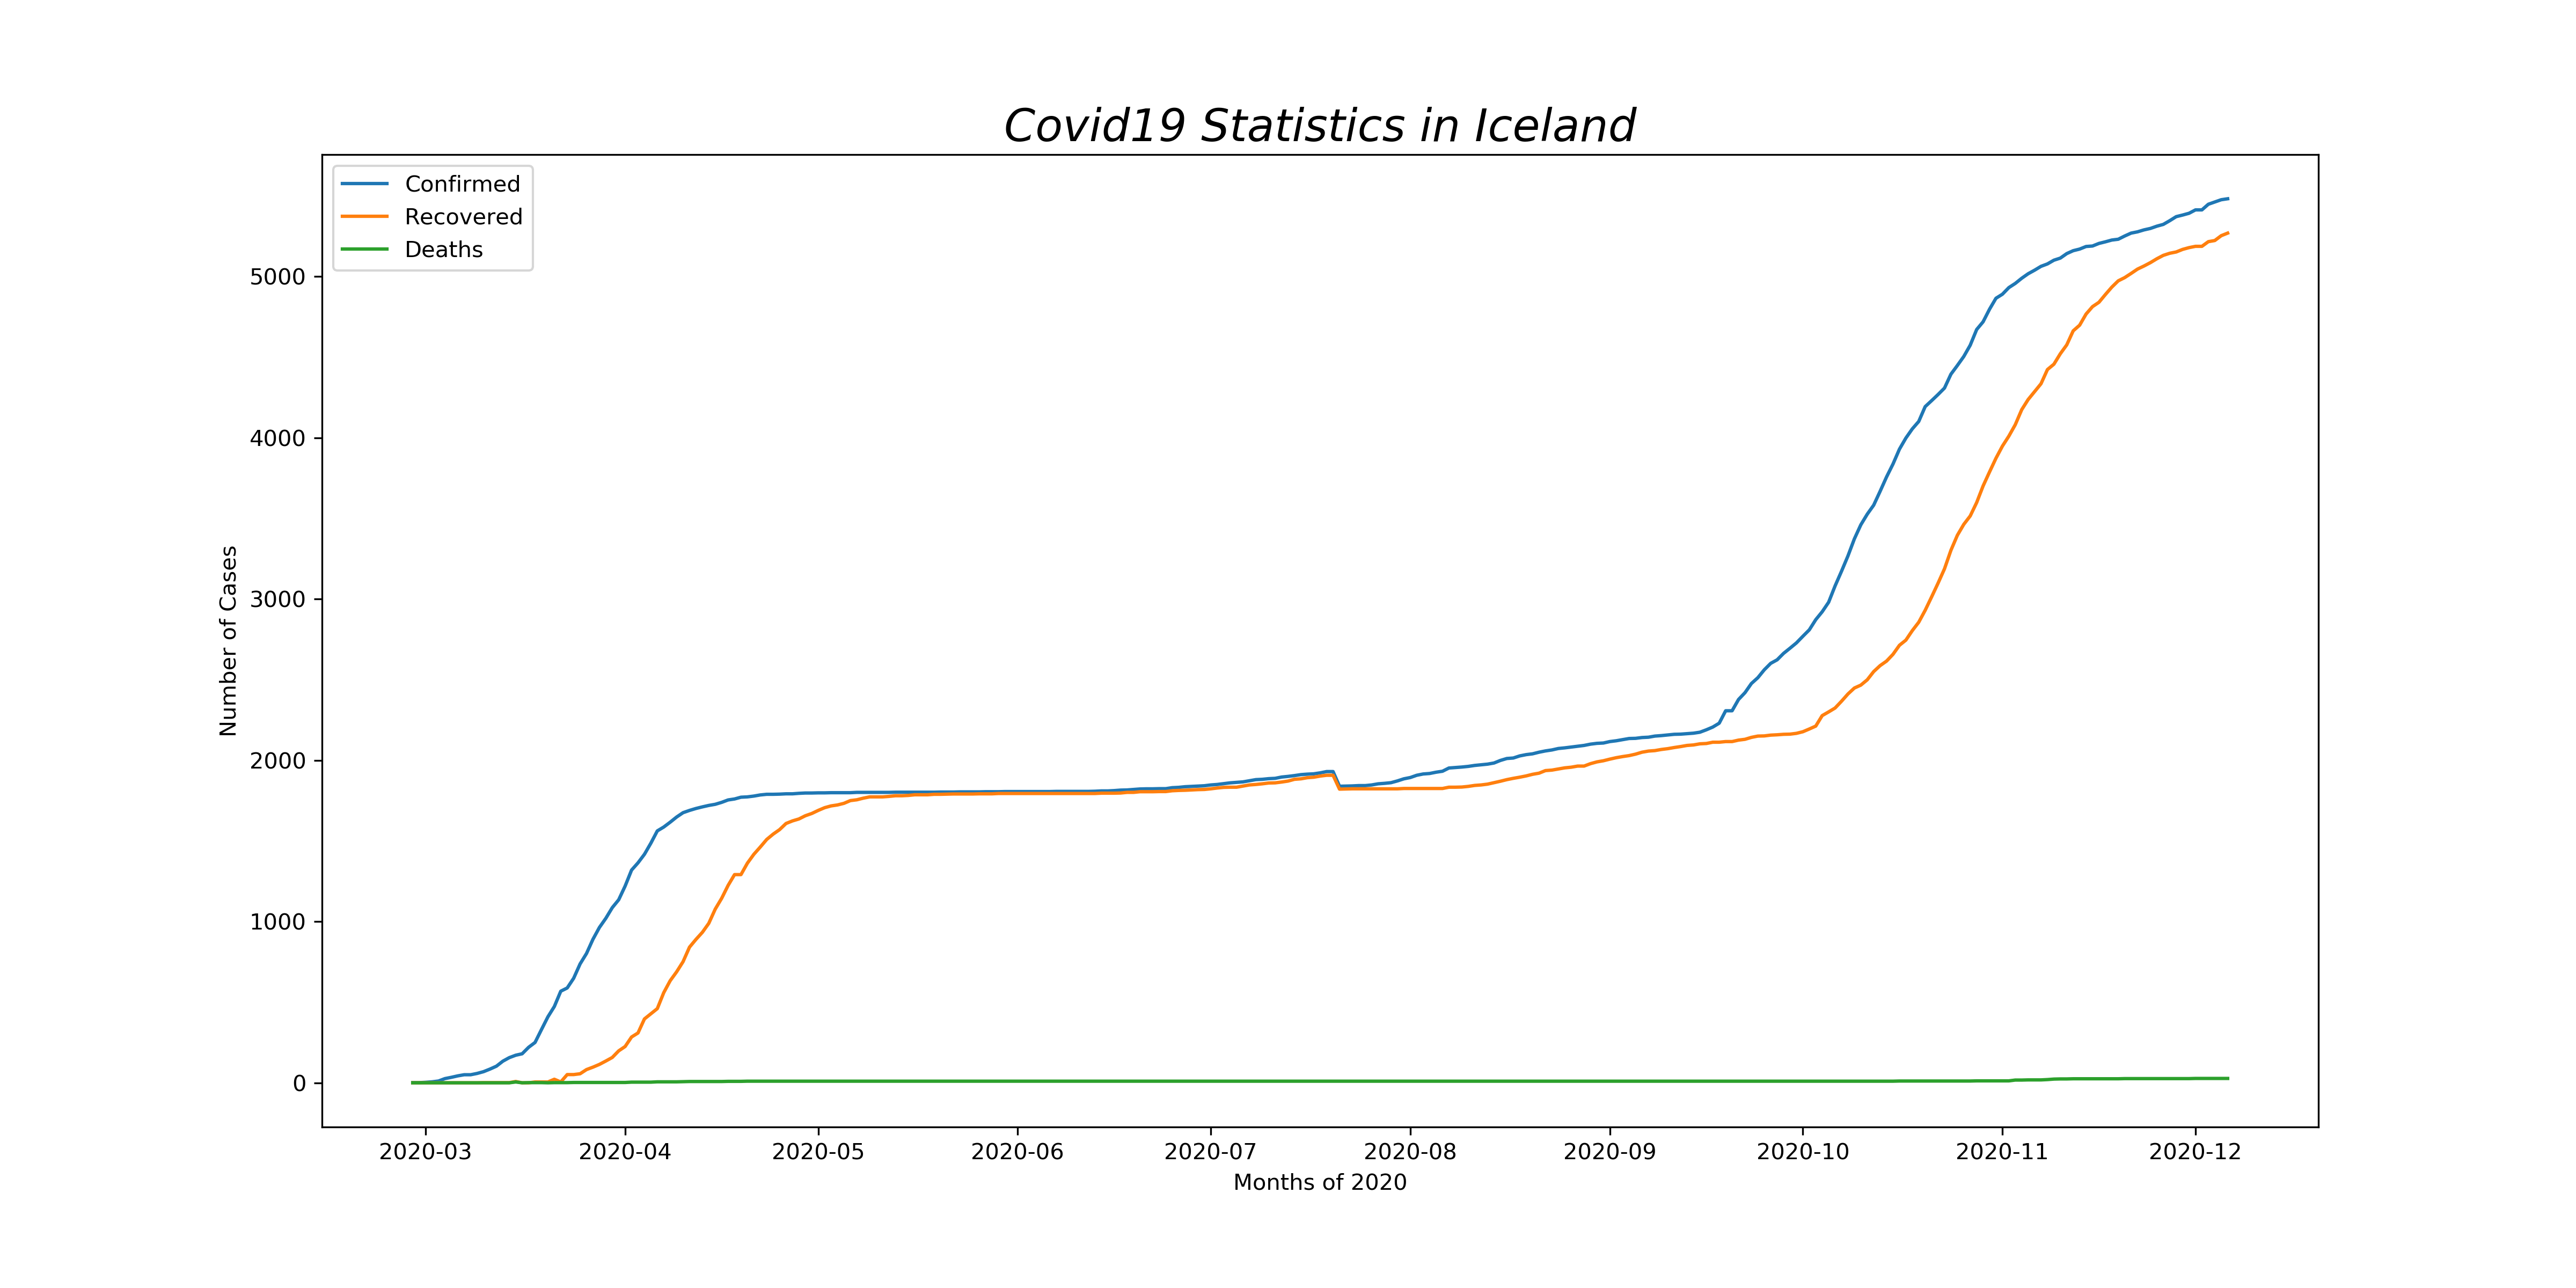 Covid19 Statistics in Iceland
Confirmed
Recovered
Deaths
Number of Cases
5000
4000
3000
2000
1000
0
2020-03 2020-04 2020-05 2020-06 2020-07 2020-08 2020-09 2020-10 2020-11 2020-12
Months of 2020